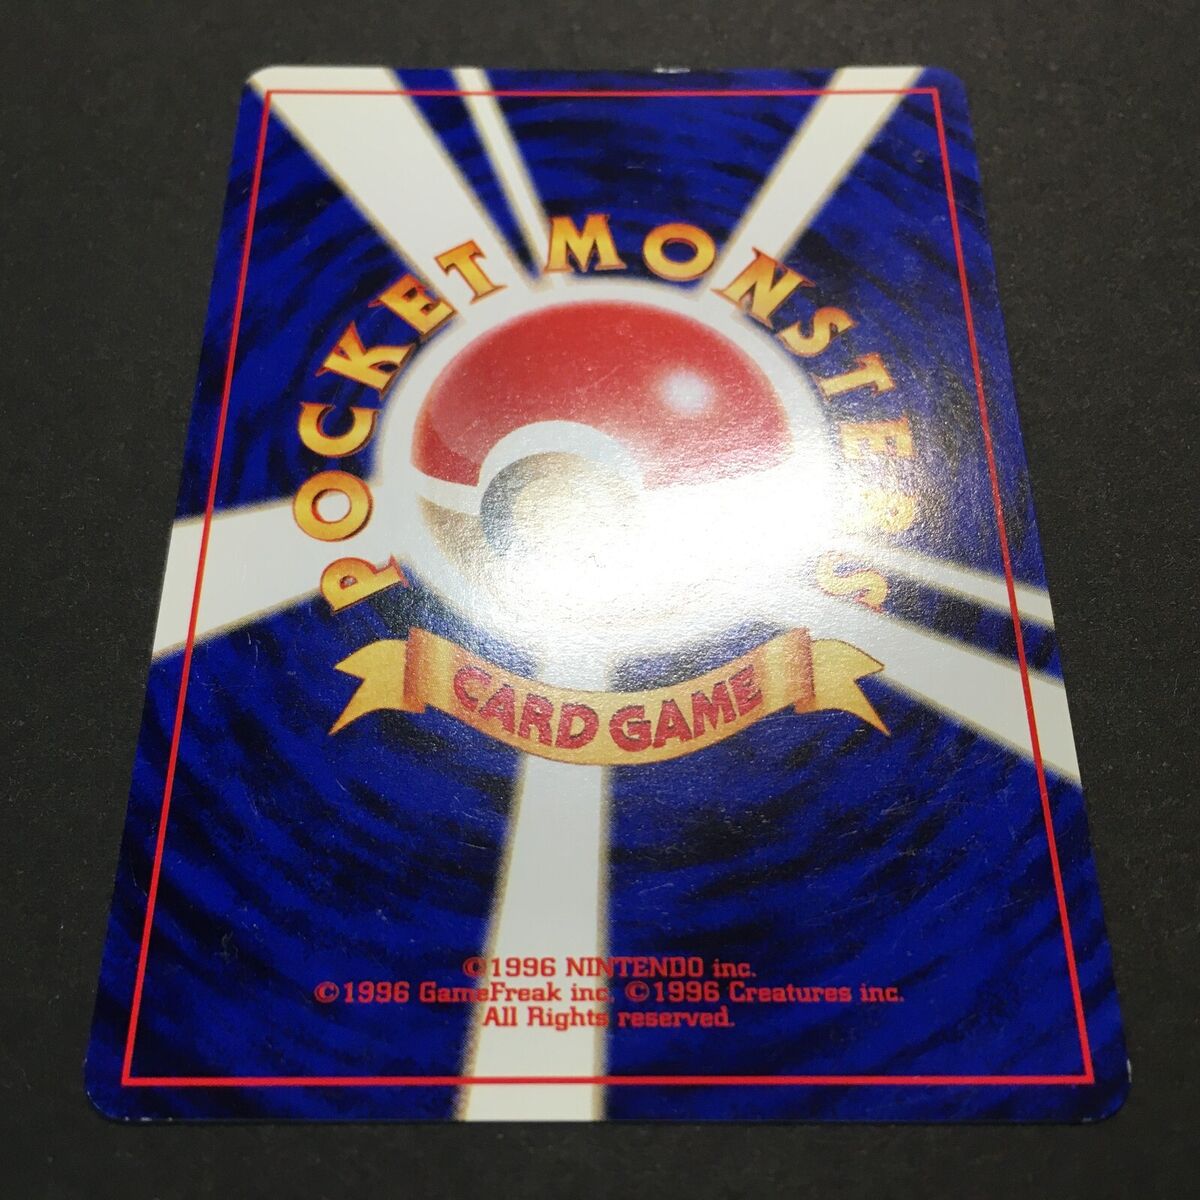 POCKET MONSTERS
CARD GAME
©1996 NINTENDO inc.
©1996 GameFreak inc. ©1996 Creatures inc.
All Rights reserved.